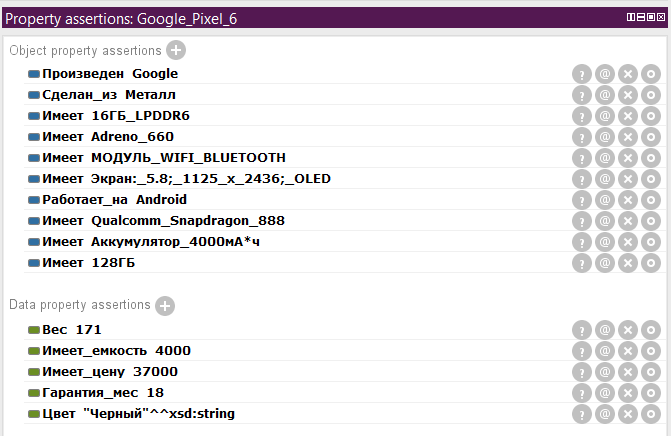 Property assertions: Google_Pixel_6
Object property assertions
Произведен Google
Сделан_из Металл
Имеет 16ГБ_LPDDR6
Имеет Adreno_660
Имеет МОДУЛЬ_WIFI_BLUETOOTH
Имеет Экран:_5.8;_1125_x_2436;_OLED
Работает_на Android
Имеет Qualcomm_Snapdragon_888
Имеет Аккумулятор_4000мА*ч
Имеет 128ГБ
Data property assertions
Вес 171
Имеет_емкость 4000
Имеет_цену 37000
Гарантия_мес 18
Цвет "Черный"^^xsd:string